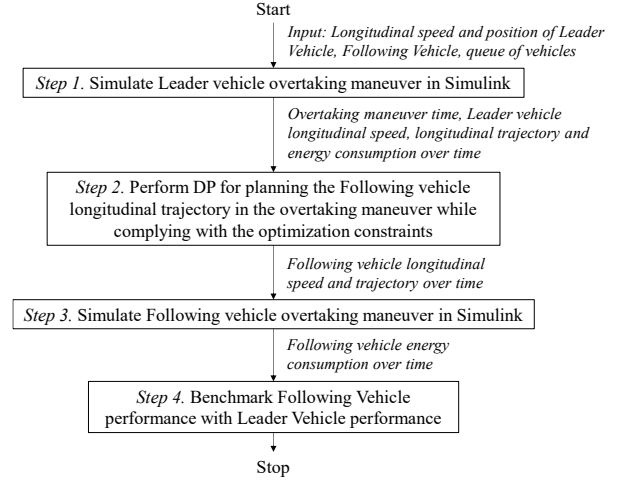 Start
Input: Longitudinal speed and position of Leader
Vehicle, Following Vehicle, queue of vehicles
Step 1. Simulate Leader vehicle overtaking maneuver in Simulink
Overtaking maneuver time, Leader vehicle
longitudinal speed, longitudinal trajectory and
energy consumption over time
Step 2. Perform DP for planning the Following vehicle
longitudinal trajectory in the overtaking maneuver while
complying with the optimization constraints
Following vehicle longitudinal
speed and trajectory over time
Step 3. Simulate Following vehicle overtaking maneuver in Simulink
Following vehicle energy
consumption over time
Step 4. Benchmark Following Vehicle
performance with Leader Vehicle performance
Stop